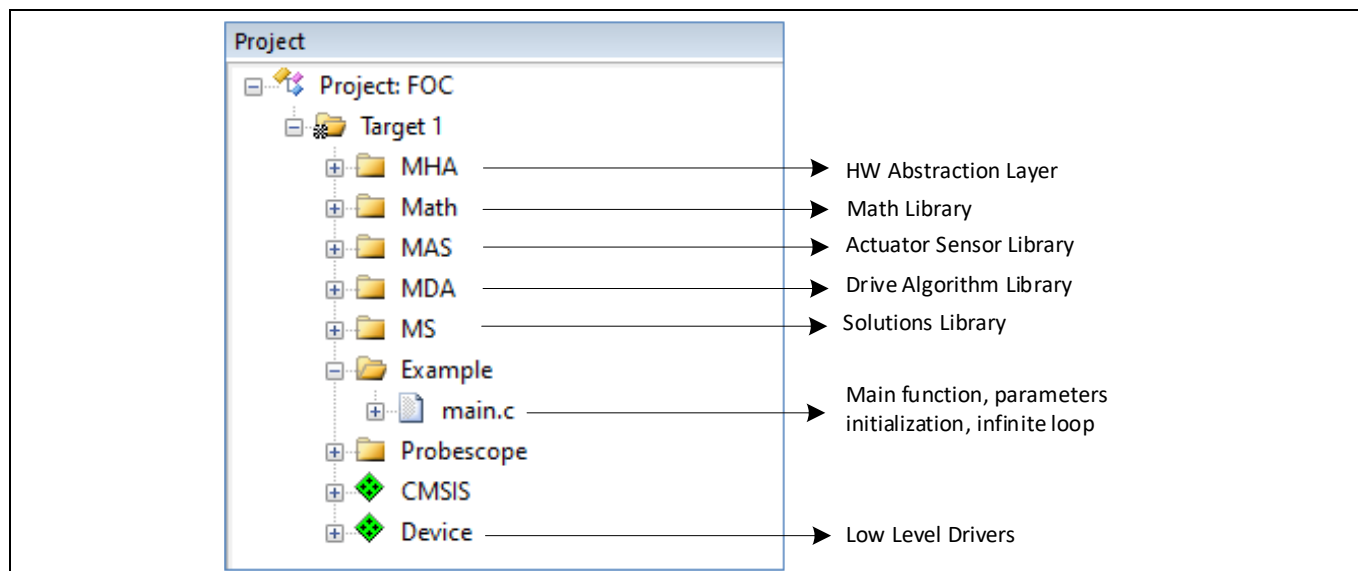 Project
Project: FOC
Target 1
MHA
HW Abstraction Layer
Math
Math Library
MAS
Actuator Sensor Library
MDA
Drive Algorithm Library
MS
Solutions Library
Example
main.c
Main function, parameters
initialization, infinite loop
Probescope
CMSIS
Device
Low Level Drivers